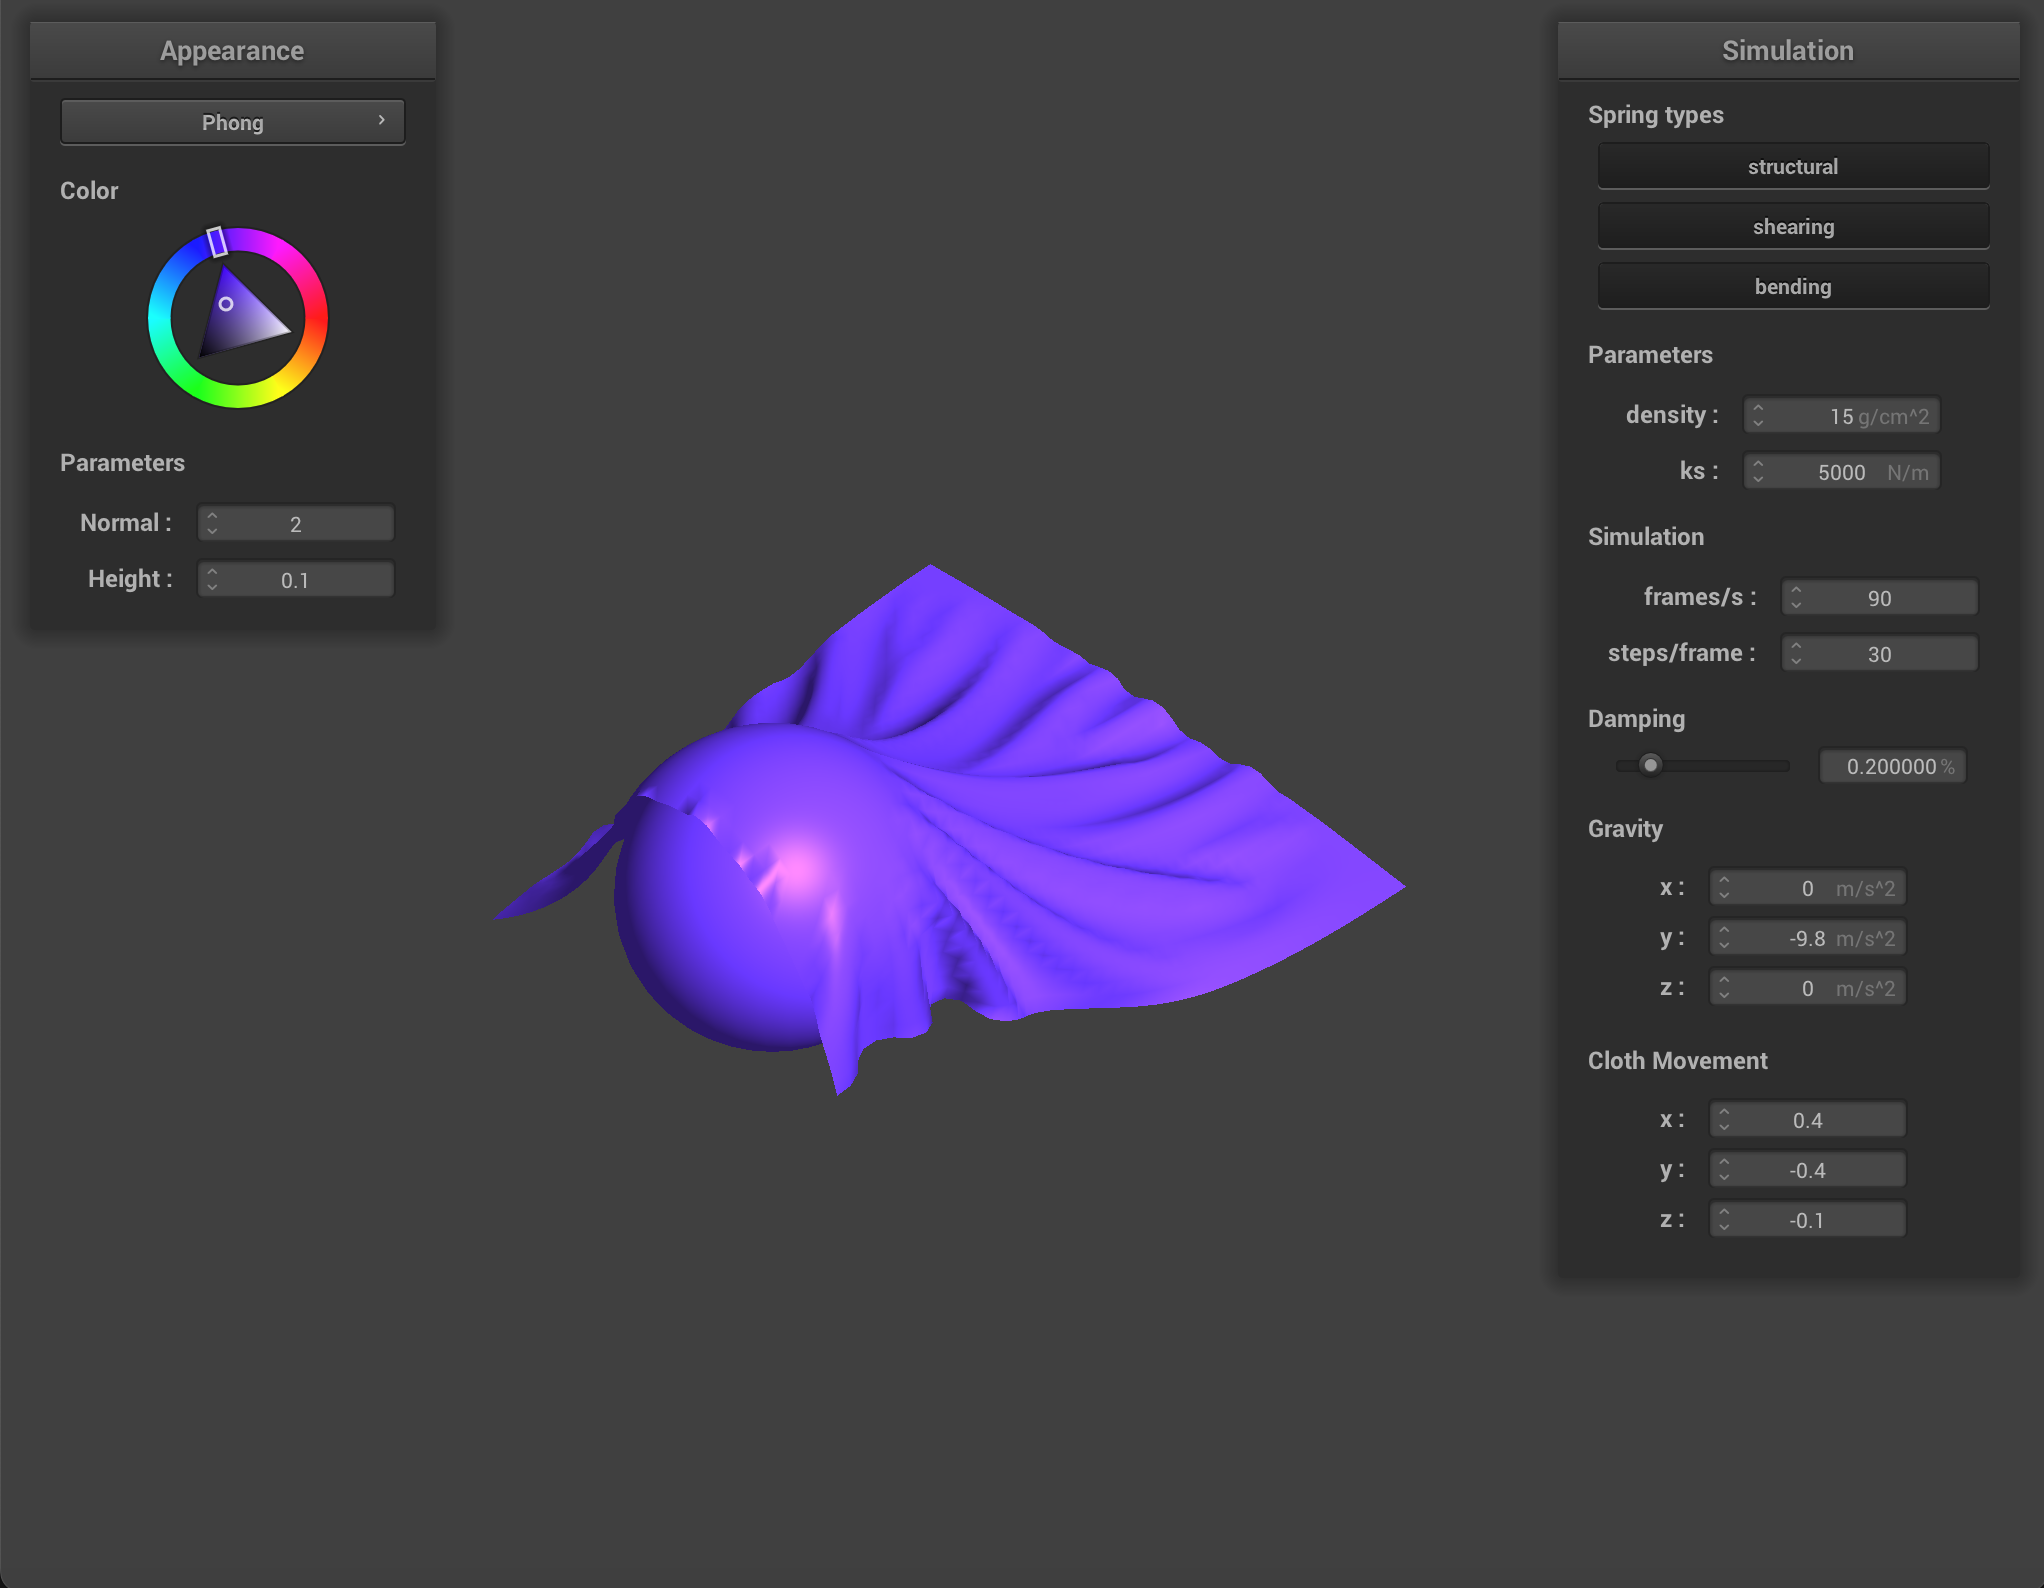 Appearance
Phong
Color
Parameters
Normal : 2
Height : 0.1
Simulation
Spring types
structural
shearing
bending
Parameters
density : 15 g/cm^2
ks : 5000 N/m
Simulation
frames/s : 90
steps/frame : 30
Damping
0.200000 %
Gravity
x : 0 m/s^2
y : -9.8 m/s^2
z : 0 m/s^2
Cloth Movement
x : 0.4
y : -0.4
z : -0.1